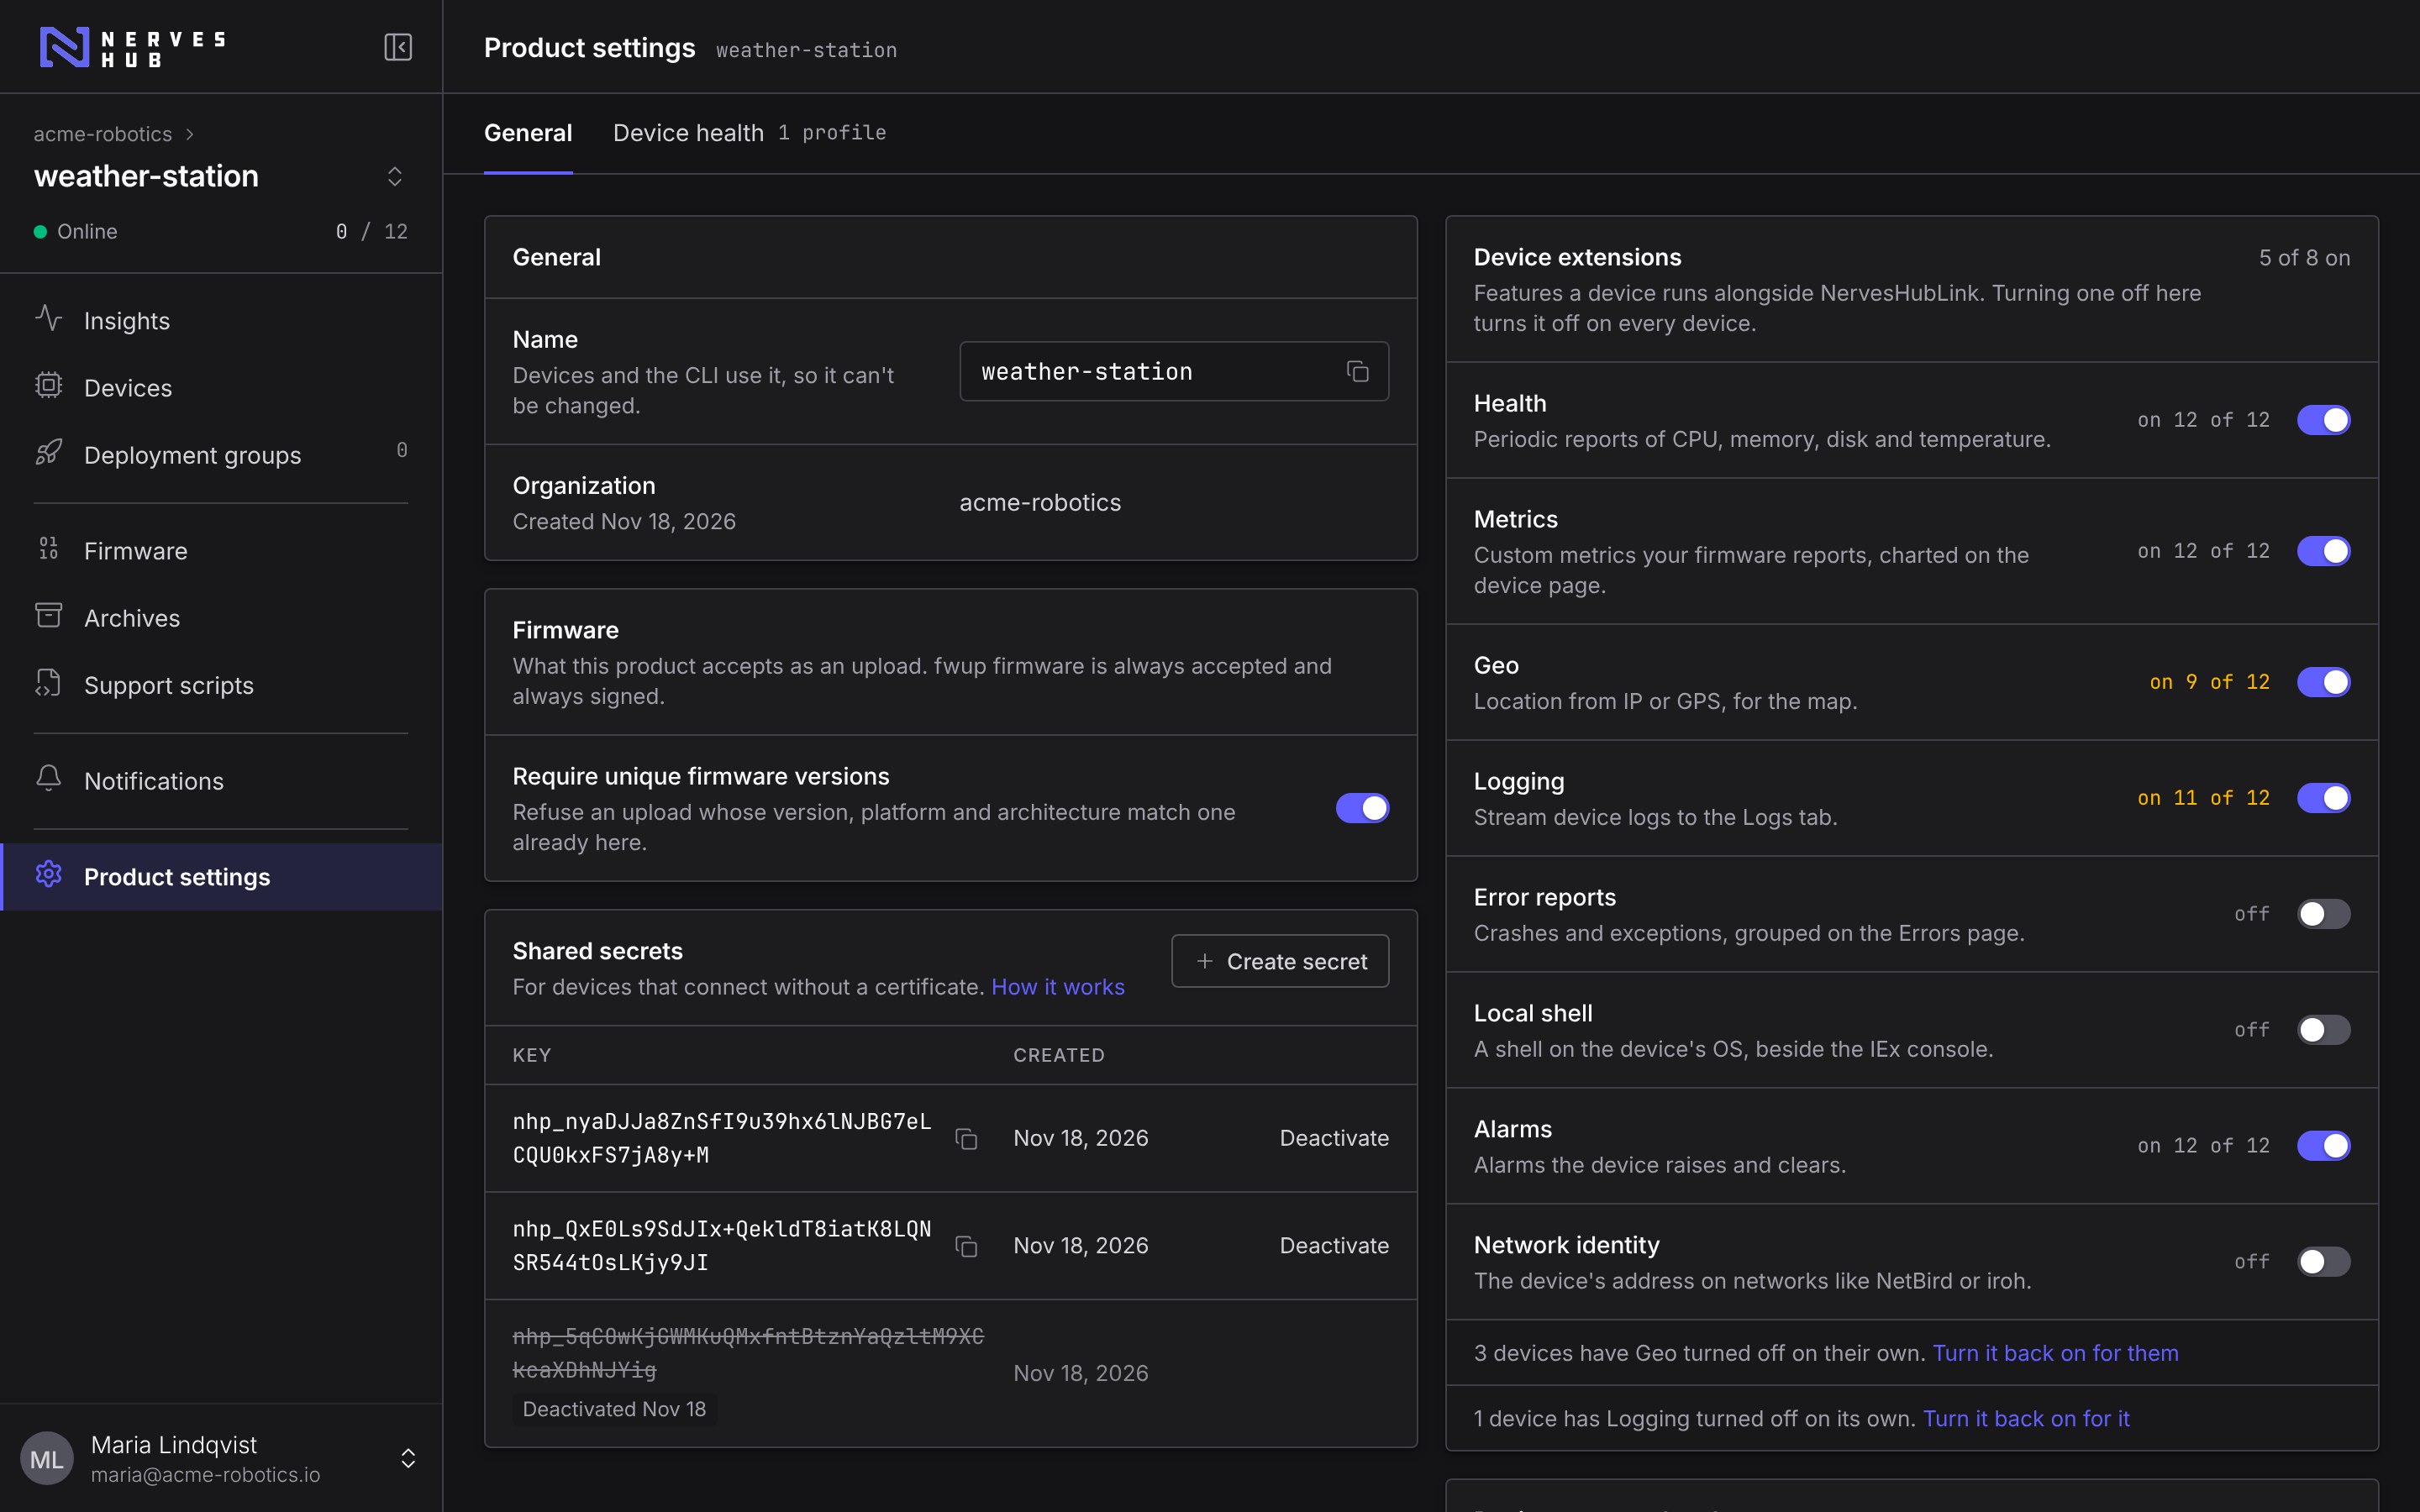 NERVES
HUB
acme-robotics
weather-station
Online
0 / 12
Insights
Devices
Deployment groups
0
Firmware
Archives
Support scripts
Notifications
Product settings
ML
Maria Lindqvist
maria@acme-robotics.io
Product settings weather-station
General
Device health 1 profile
General
Name
Devices and the CLI use it, so it can't
be changed.
weather-station
Organization
Created Nov 18, 2026
acme-robotics
Firmware
What this product accepts as an upload. fwup firmware is always accepted and
always signed.
Require unique firmware versions
Refuse an upload whose version, platform and architecture match one
already here.
Shared secrets
For devices that connect without a certificate. How it works
Create secret
KEY
CREATED
nhp_nyaDJJa8ZnSfI9u39hx6lNJBG7eL
CQU0kxFS7jA8y+M
Nov 18, 2026
Deactivate
nhp_QxE0Ls9SdJIx+QekldT8iatK8LQN
SR544tOsLKjy9JI
Nov 18, 2026
Deactivate
nhp_5qC0wKjGWMKuQMxfntBtznYaQzltM9XC
kcaXDhNJYig
Deactivated Nov 18
Nov 18, 2026
Device extensions
5 of 8 on
Features a device runs alongside NervesHubLink. Turning one off here
turns it off on every device.
Health
Periodic reports of CPU, memory, disk and temperature.
on 12 of 12
Metrics
Custom metrics your firmware reports, charted on the
device page.
on 12 of 12
Geo
Location from IP or GPS, for the map.
on 9 of 12
Logging
Stream device logs to the Logs tab.
on 11 of 12
Error reports
Crashes and exceptions, grouped on the Errors page.
off
Local shell
A shell on the device's OS, beside the IEx console.
off
Alarms
Alarms the device raises and clears.
on 12 of 12
Network identity
The device's address on networks like NetBird or iroh.
off
3 devices have Geo turned off on their own. Turn it back on for them
1 device has Logging turned off on its own. Turn it back on for it